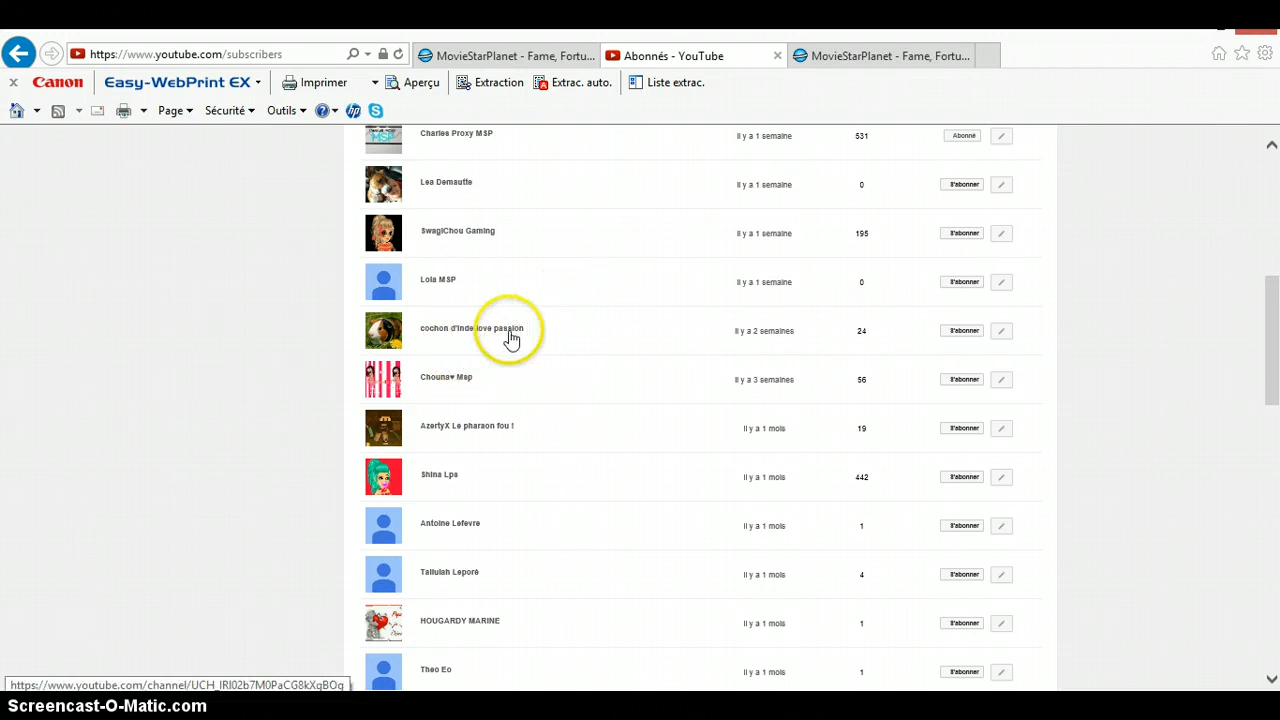 https://www.youtube.com/subscribers
MovieStarPlanet - Fame, Fortu...
Abonnés - YouTube
MovieStarPlanet - Fame, Fortu...
Canon
Easy-WebPrint EX
Imprimer
Aperçu
Extraction
Extrac. auto.
Liste extrac.
Page
Sécurité
Outils
Charles Proxy MSP
Il y a 1 semaine
531
Abonné
Lea Demautte
Il y a 1 semaine
0
S'abonner
SwagiChou Gaming
Il y a 1 semaine
195
S'abonner
Lola MSP
Il y a 1 semaine
0
S'abonner
cochon d'inde love passion
Il y a 2 semaines
24
S'abonner
Chouna♥ Msp
Il y a 3 semaines
56
S'abonner
AzertyX Le pharaon fou !
Il y a 1 mois
19
S'abonner
Shina Lps
Il y a 1 mois
442
S'abonner
Antoine Lefevre
Il y a 1 mois
1
S'abonner
Tallulah Leporé
Il y a 1 mois
4
S'abonner
HOUGARDY MARINE
Il y a 1 mois
1
S'abonner
Theo Eo
Il y a 1 mois
1
S'abonner
https://www.youtube.com/channel/UCH_IRI02b7M0PaCG8kXqBOg
Screencast-O-Matic.com